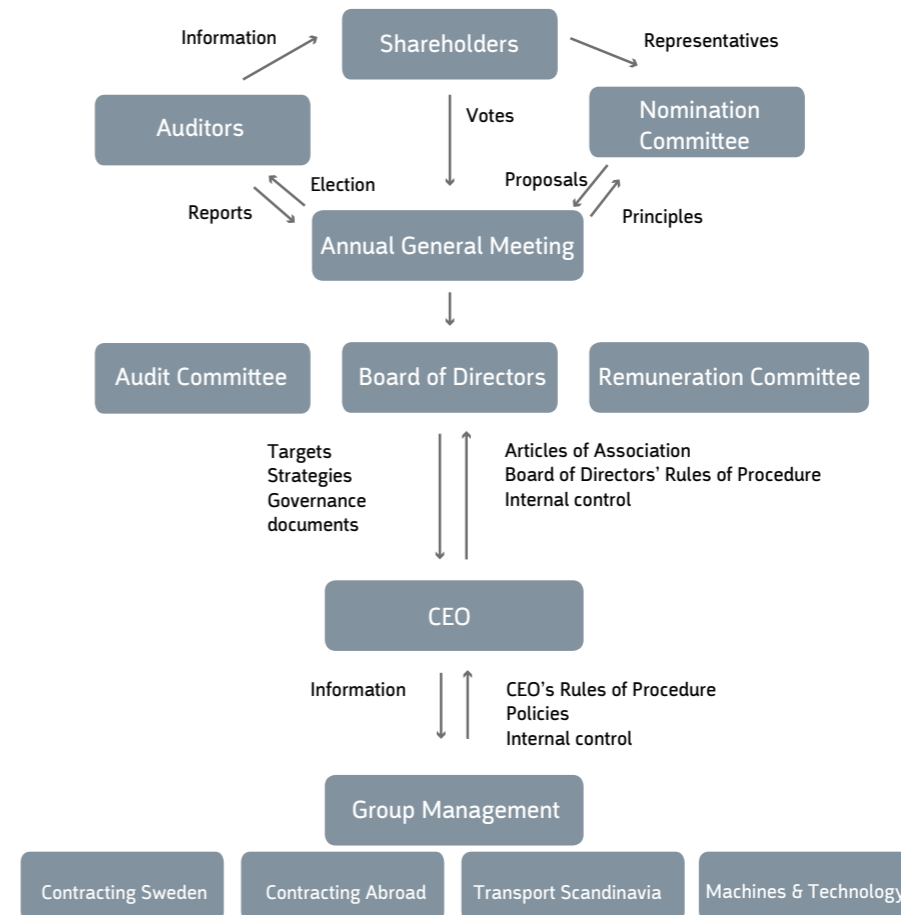 Shareholders
Information
Representatives
Auditors
Votes
Nomination
Committee
Election
Proposals
Reports
Principles
Annual General Meeting
Audit Committee
Board of Directors
Remuneration Committee
Targets
Strategies
Governance
documents
Articles of Association
Board of Directors’ Rules of Procedure
Internal control
CEO
Information
CEO’s Rules of Procedure
Policies
Internal control
Group Management
Contracting Sweden
Contracting Abroad
Transport Scandinavia
Machines & Technology